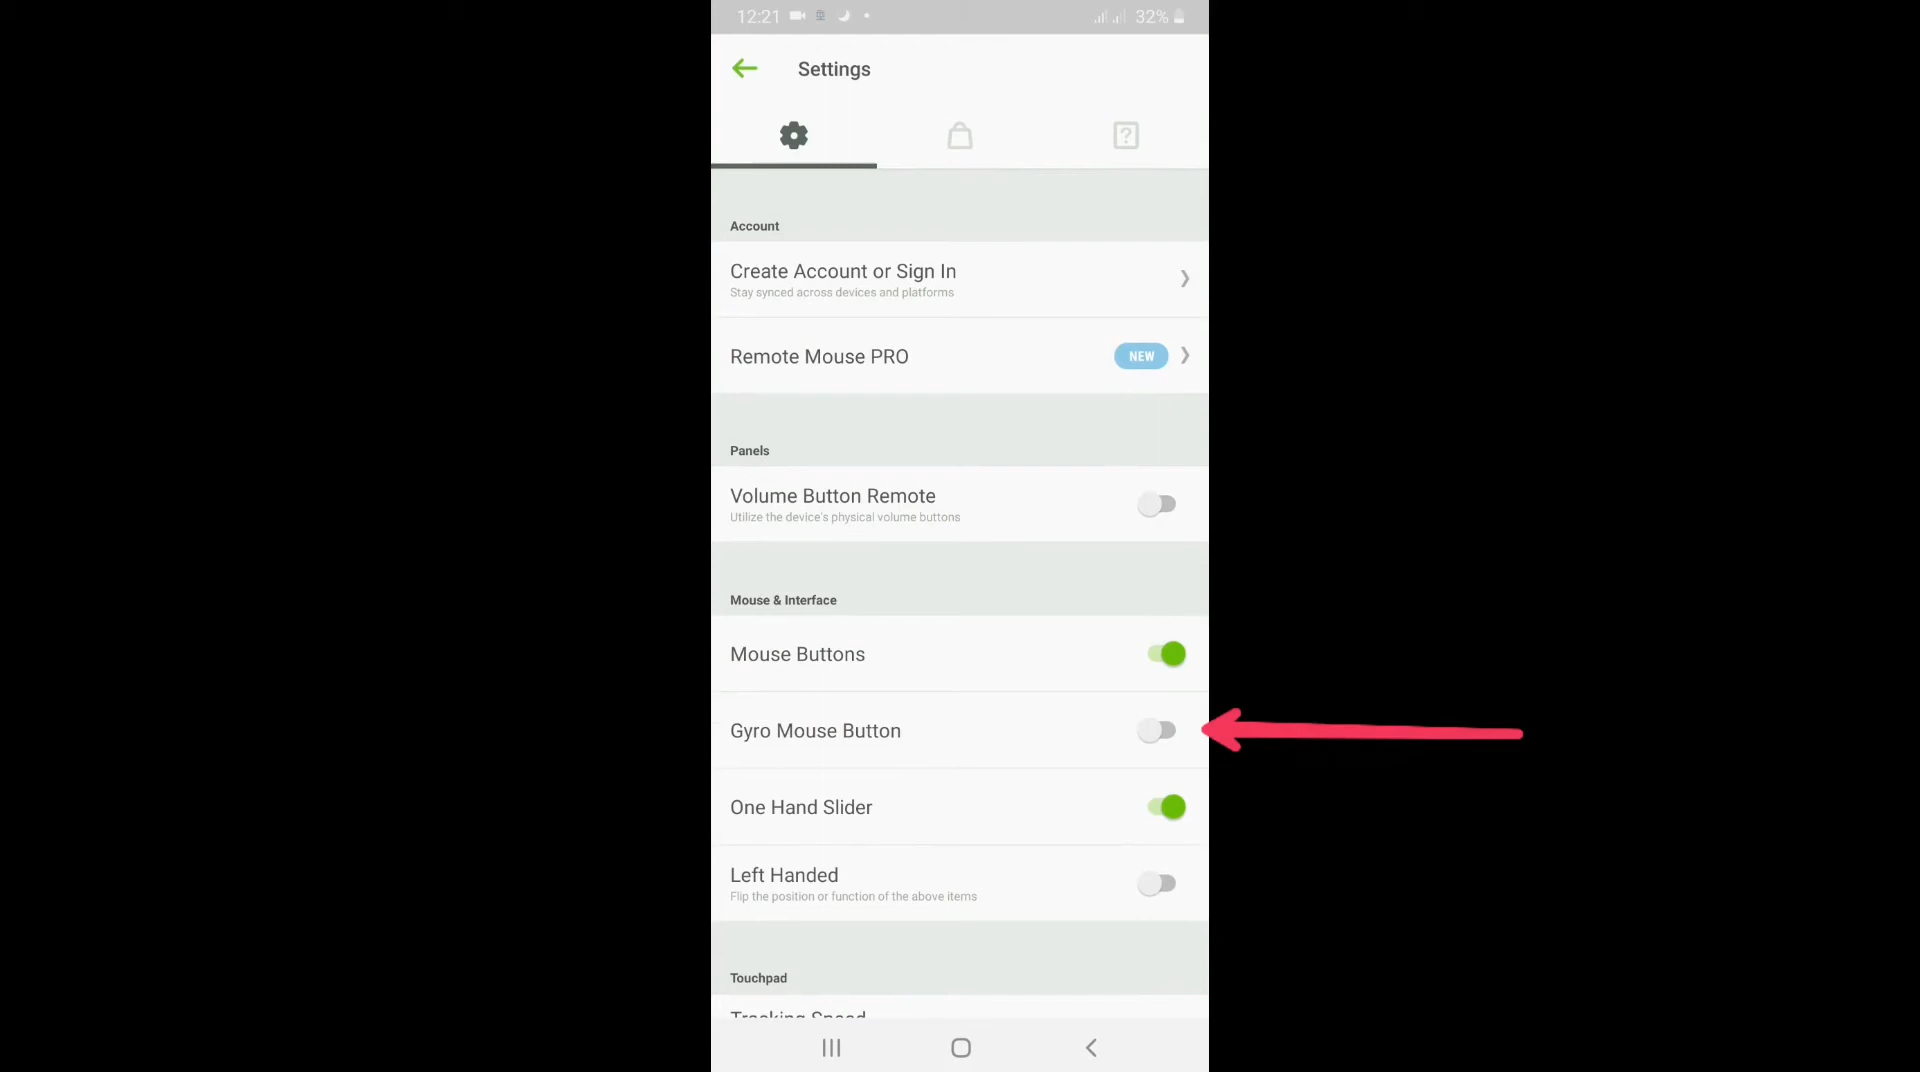 12:21
32%
Settings
?
Account
Create Account or Sign In
Stay synced across devices and platforms
Remote Mouse PRO
NEW
Panels
Volume Button Remote
Utilize the device's physical volume buttons
Mouse & Interface
Mouse Buttons
Gyro Mouse Button
One Hand Slider
Left Handed
Flip the position or function of the above items
Touchpad
Tracking Speed